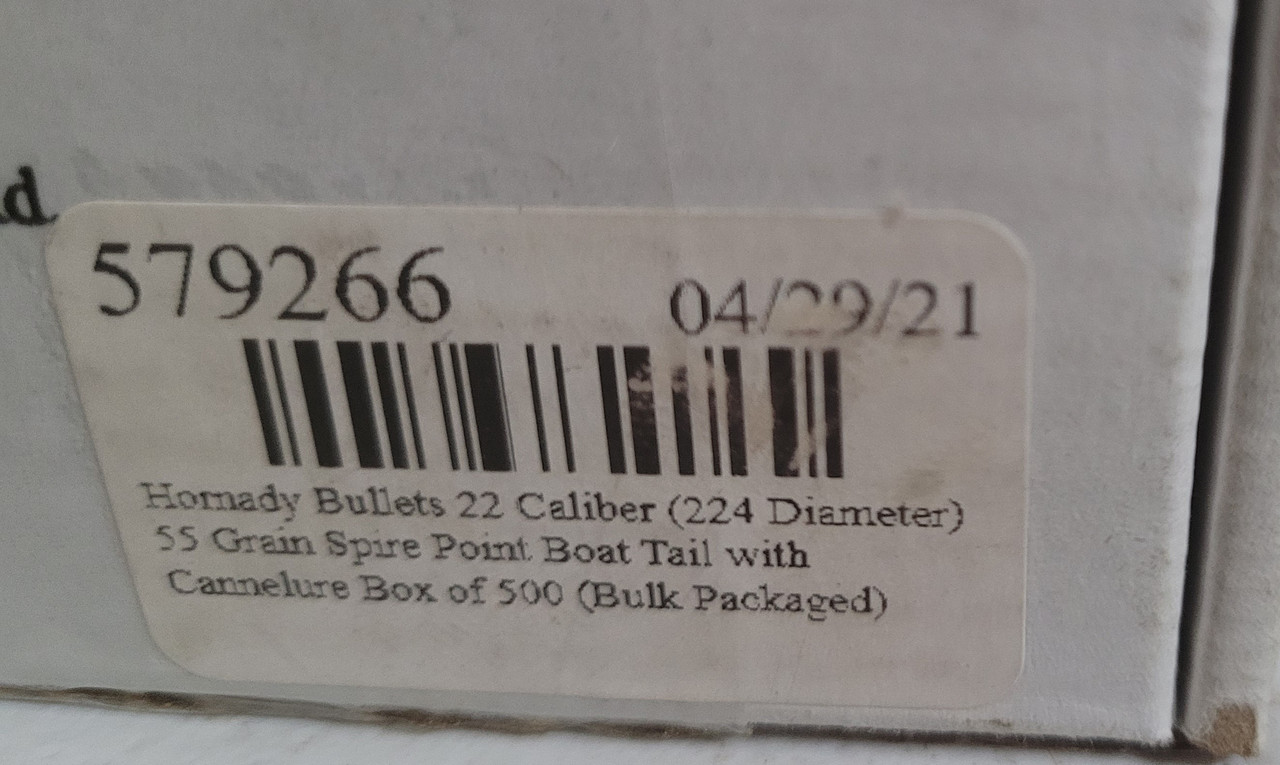 579266 04/29/21
Hornady Bullets 22 Caliber (224 Diameter)
55 Grain Spire Point Boat Tail with
Cannelure Box of 500 (Bulk Packaged)